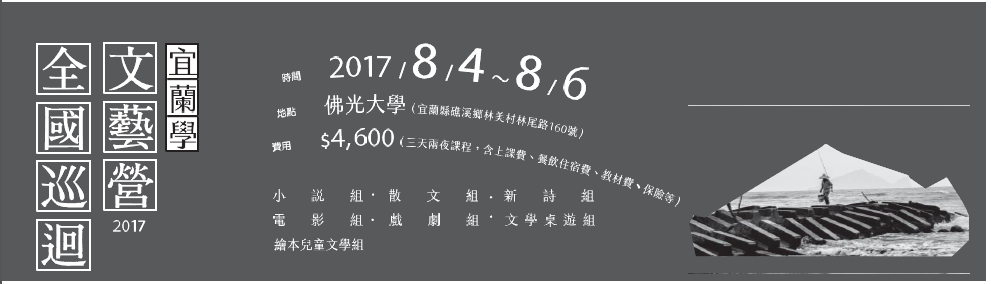 全國巡迴
文藝營
2017
宜蘭學
時間 2017/8/4~8/6
地點 佛光大學(宜蘭縣礁溪鄉林美村林尾路160號)
費用 $4,600(三天兩夜課程,含上課費、餐飲住宿費、教材費、保險等)
小說組・散文組・新詩組
電影組・戲劇組・文學桌遊組
繪本兒童文學組